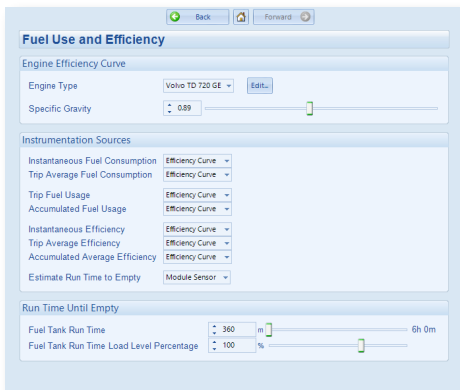 Back Forward
Fuel Use and Efficiency
Engine Efficiency Curve
Engine Type Volvo TD 720 GE Edit...
Specific Gravity 0.89
Instrumentation Sources
Instantaneous Fuel Consumption Efficiency Curve
Trip Average Fuel Consumption Efficiency Curve
Trip Fuel Usage Efficiency Curve
Accumulated Fuel Usage Efficiency Curve
Instantaneous Efficiency Efficiency Curve
Trip Average Efficiency Efficiency Curve
Accumulated Average Efficiency Efficiency Curve
Estimate Run Time to Empty Module Sensor
Run Time Until Empty
Fuel Tank Run Time 360 m 6h 0m
Fuel Tank Run Time Load Level Percentage 100 %